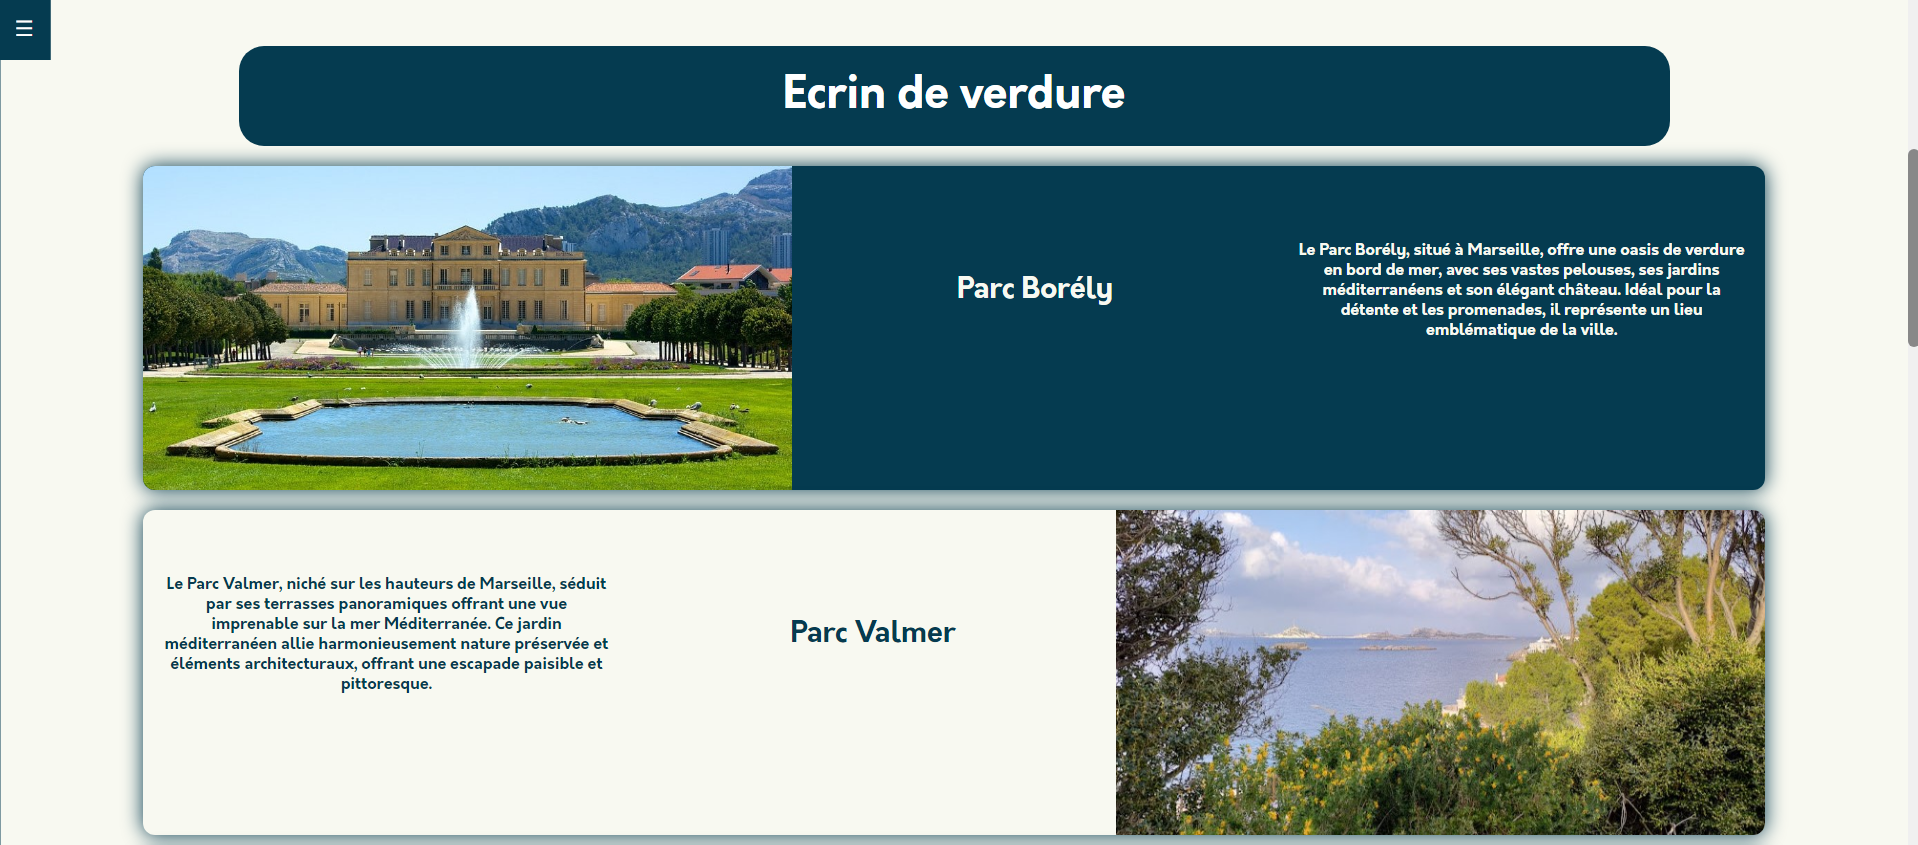 Ecrin de verdure
Parc Borély
Le Parc Borély, situé à Marseille, offre une oasis de verdure
en bord de mer, avec ses vastes pelouses, ses jardins
méditerranéens et son élégant château. Idéal pour la
détente et les promenades, il représente un lieu
emblématique de la ville.
Le Parc Valmer, niché sur les hauteurs de Marseille, séduit
par ses terrasses panoramiques offrant une vue
imprenable sur la mer Méditerranée. Ce jardin
méditerranéen allie harmonieusement nature préservée et
éléments architecturaux, offrant une escapade paisible et
pittoresque.
Parc Valmer